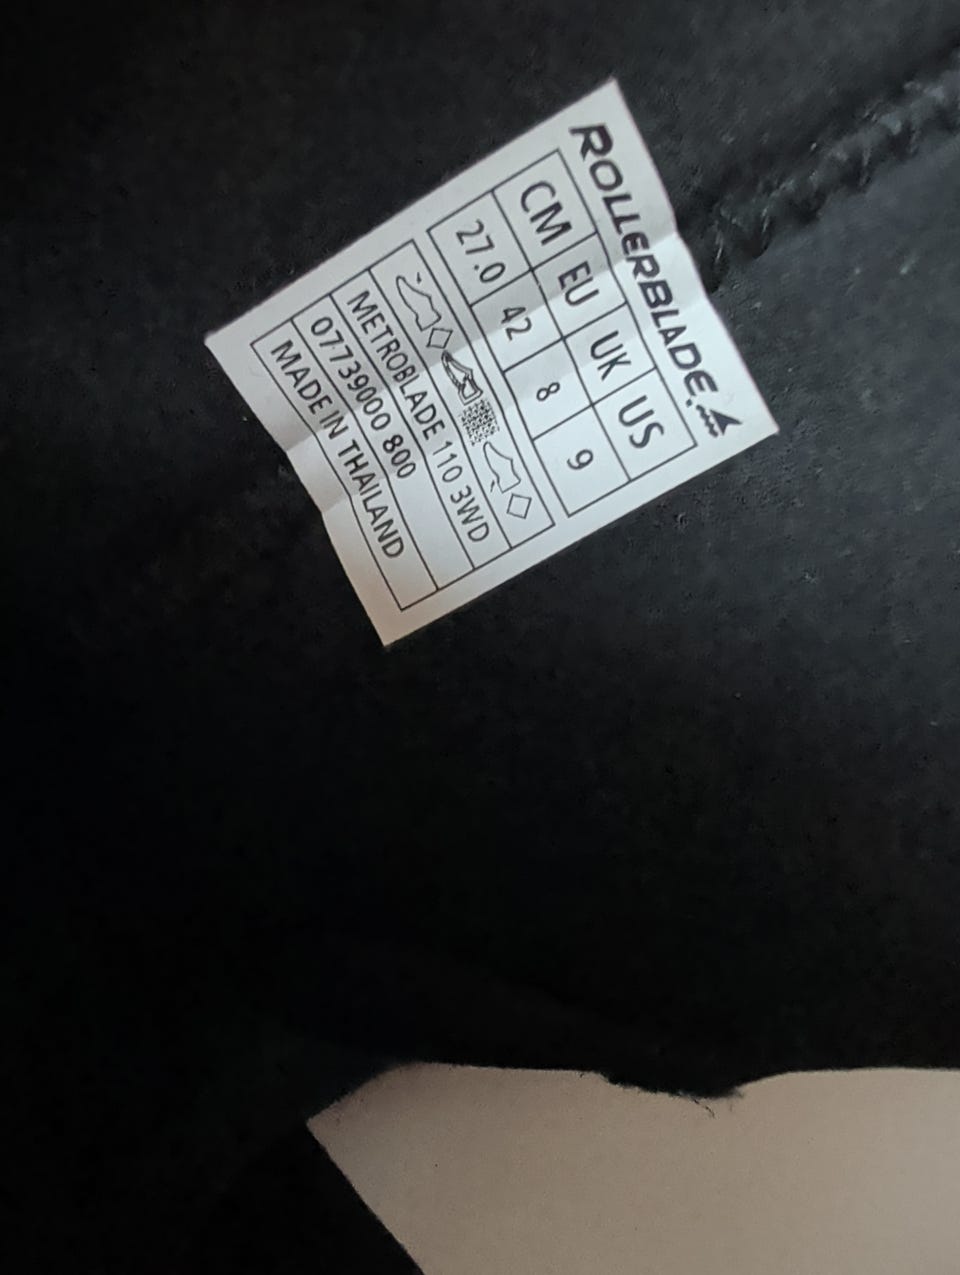 ROLLERBLADE.
CM EU UK US
27.0 42 8 9
METROBLADE 110 3WD
07739000 800
MADE IN THAILAND